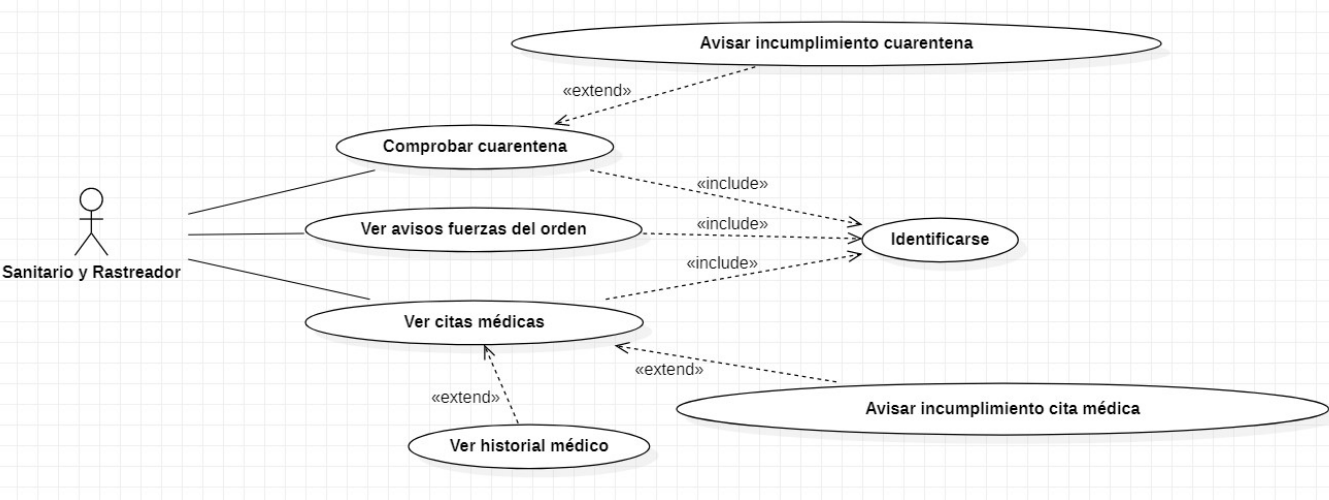 Avisar incumplimiento cuarentena
«extend»
Comprobar cuarentena
«include»
Ver avisos fuerzas del orden
«include»
Identificarse
Sanitario y Rastreador
«include»
Ver citas médicas
«extend»
«extend»
Avisar incumplimiento cita médica
Ver historial médico